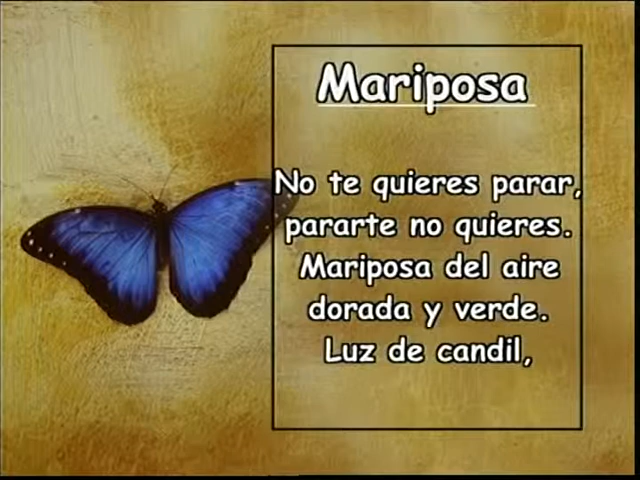 Mariposa
No te quieres parar,
pararte no quieres.
Mariposa del aire
dorada y verde.
Luz de candil,